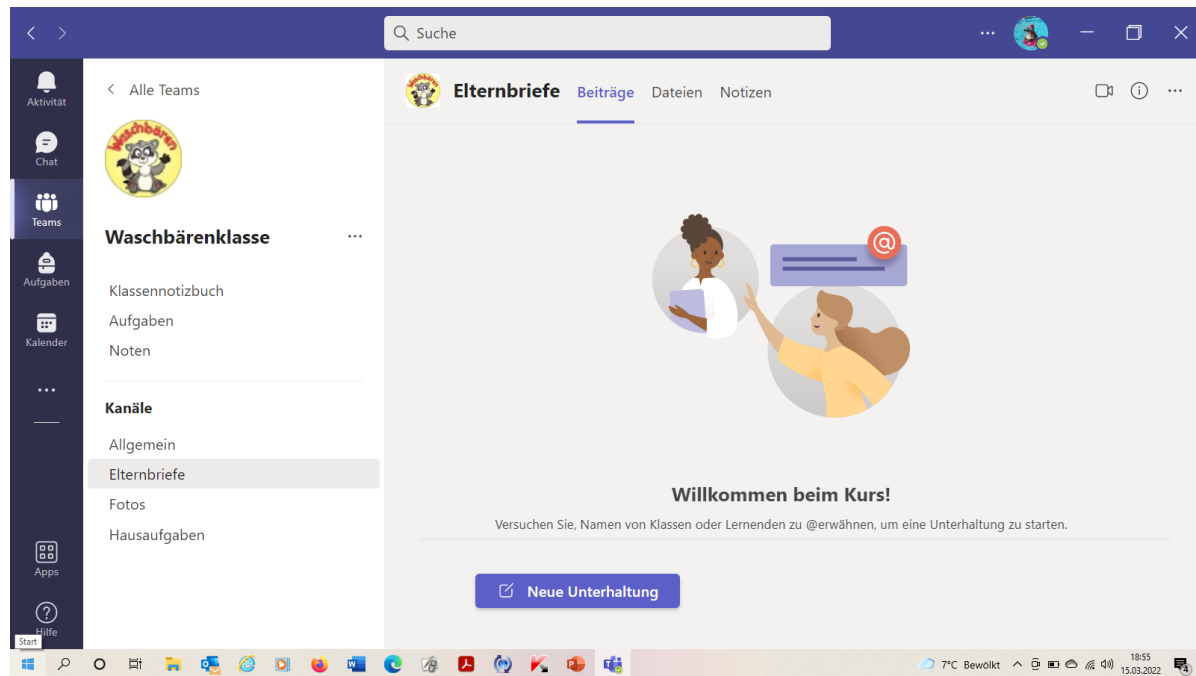 Suche
Aktivität
Chat
Teams
Aufgaben
Kalender
Apps
Hilfe
Start
Alle Teams
Waschbären
Waschbärenklasse
Klassennotizbuch
Aufgaben
Noten
Kanäle
Allgemein
Elternbriefe
Fotos
Hausaufgaben
Elternbriefe Beiträge Dateien Notizen
@
Willkommen beim Kurs!
Versuchen Sie, Namen von Klassen oder Lernenden zu @erwähnen, um eine Unterhaltung zu starten.
Neue Unterhaltung
7°C Bewölkt
18:55
15.03.2022
4